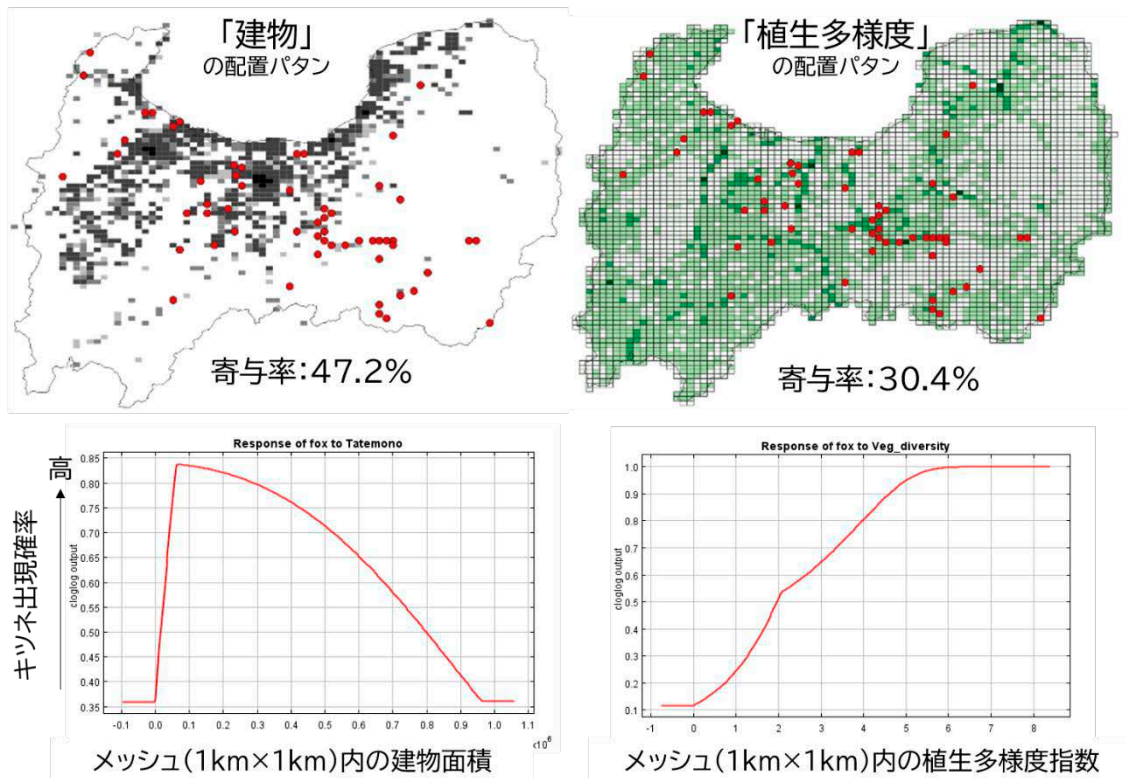 「建物」
の配置パタン
寄与率:47.2%
「植生多様度」
の配置パタン
寄与率:30.4%
キツネ出現確率
高
Response of fox to Tatemono
cloglog output
0.85
0.80
0.75
0.70
0.65
0.60
0.55
0.50
0.45
0.40
0.35
-0.1 0.0 0.1 0.2 0.3 0.4 0.5 0.6 0.7 0.8 0.9 1.0 1.1
x10⁶
メッシュ(1km×1km)内の建物面積
Response of fox to Veg_diversity
cloglog output
1.0
0.9
0.8
0.7
0.6
0.5
0.4
0.3
0.2
0.1
-1 0 1 2 3 4 5 6 7 8
メッシュ(1km×1km)内の植生多様度指数